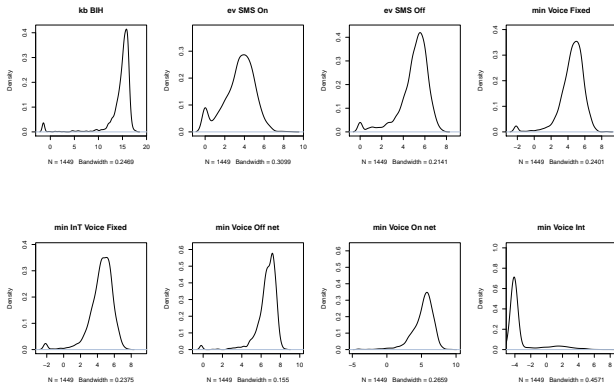 kb BIH
ev SMS On
ev SMS Off
min Voice Fixed
Density
0.0 0.1 0.2 0.3 0.4
0 5 10 15 20
N = 1449 Bandwidth = 0.2469
Density
0.0 0.1 0.2 0.3
0 2 4 6 8 10
N = 1449 Bandwidth = 0.3099
Density
0.0 0.1 0.2 0.3 0.4
0 2 4 6 8 10
N = 1449 Bandwidth = 0.2141
Density
0.0 0.1 0.2 0.3 0.4
−2 0 2 4 6 8
N = 1449 Bandwidth = 0.2401
min InT Voice Fixed
min Voice Off net
min Voice On net
min Voice Int
Density
0.0 0.1 0.2 0.3 0.4
−2 0 2 4 6 8
N = 1449 Bandwidth = 0.2375
Density
0.0 0.1 0.2 0.3 0.4 0.5 0.6
0 2 4 6 8 10
N = 1449 Bandwidth = 0.155
Density
0.0 0.1 0.2 0.3 0.4 0.5 0.6
−5 0 5 10
N = 1449 Bandwidth = 0.2659
Density
0.0 0.2 0.4 0.6 0.8 1.0
−4 −2 0 2 4 6
N = 1449 Bandwidth = 0.4571